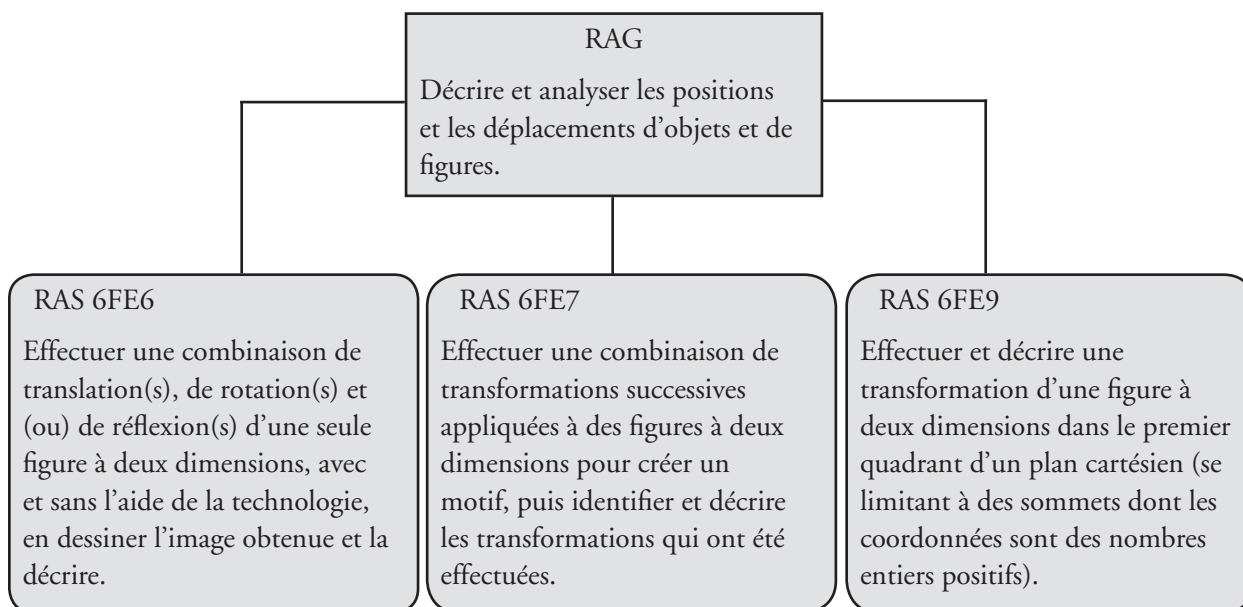 RAG
Décrire et analyser les positions
et les déplacements d'objets et de
figures.
RAS 6FE6
Effectuer une combinaison de
translation(s), de rotation(s) et
(ou) de réflexion(s) d'une seule
figure à deux dimensions, avec
et sans l'aide de la technologie,
en dessiner l'image obtenue et la
décrire.
RAS 6FE7
Effectuer une combinaison de
transformations successives
appliquées à des figures à deux
dimensions pour créer un
motif, puis identifier et décrire
les transformations qui ont été
effectuées.
RAS 6FE9
Effectuer et décrire une
transformation d'une figure à
deux dimensions dans le premier
quadrant d'un plan cartésien (se
limitant à des sommets dont les
coordonnées sont des nombres
entiers positifs).